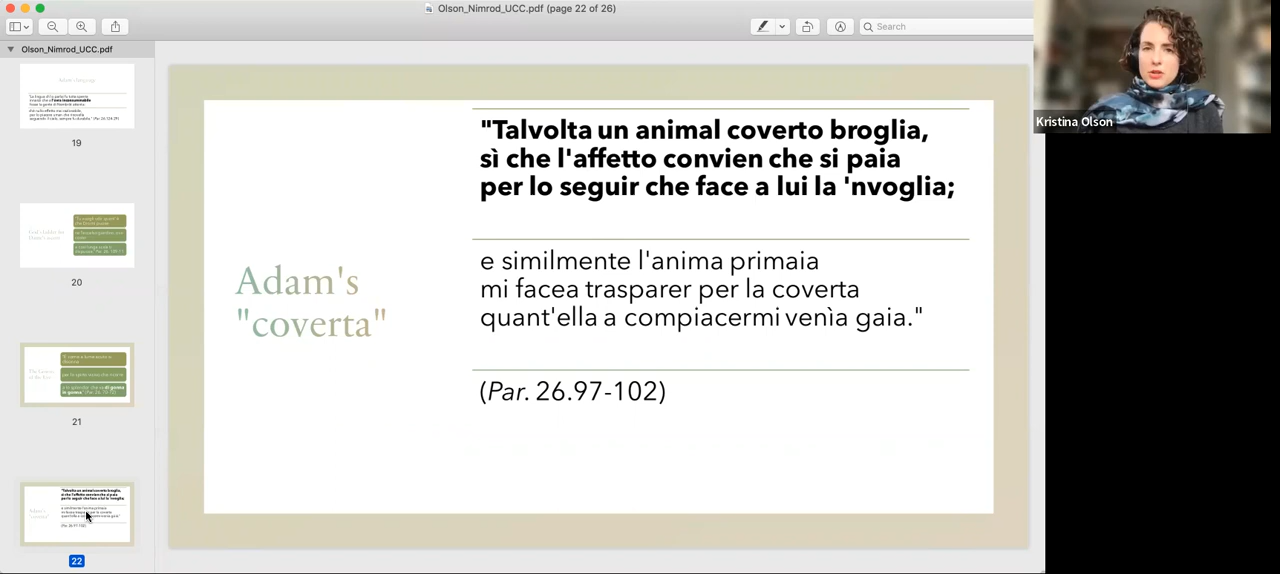 Olson_Nimrod_UCC.pdf (page 22 of 26)
Search
Olson_Nimrod_UCC.pdf
19
20
21
22
Adam's
"coverta"
"Talvolta un animal coverto broglia,
sì che l'affetto convien che si paia
per lo seguir che face a lui la 'nvoglia;
e similmente l'anima primaia
mi facea trasparer per la coverta
quant'ella a compiacermi venìa gaia."
(Par. 26.97-102)
Kristina Olson